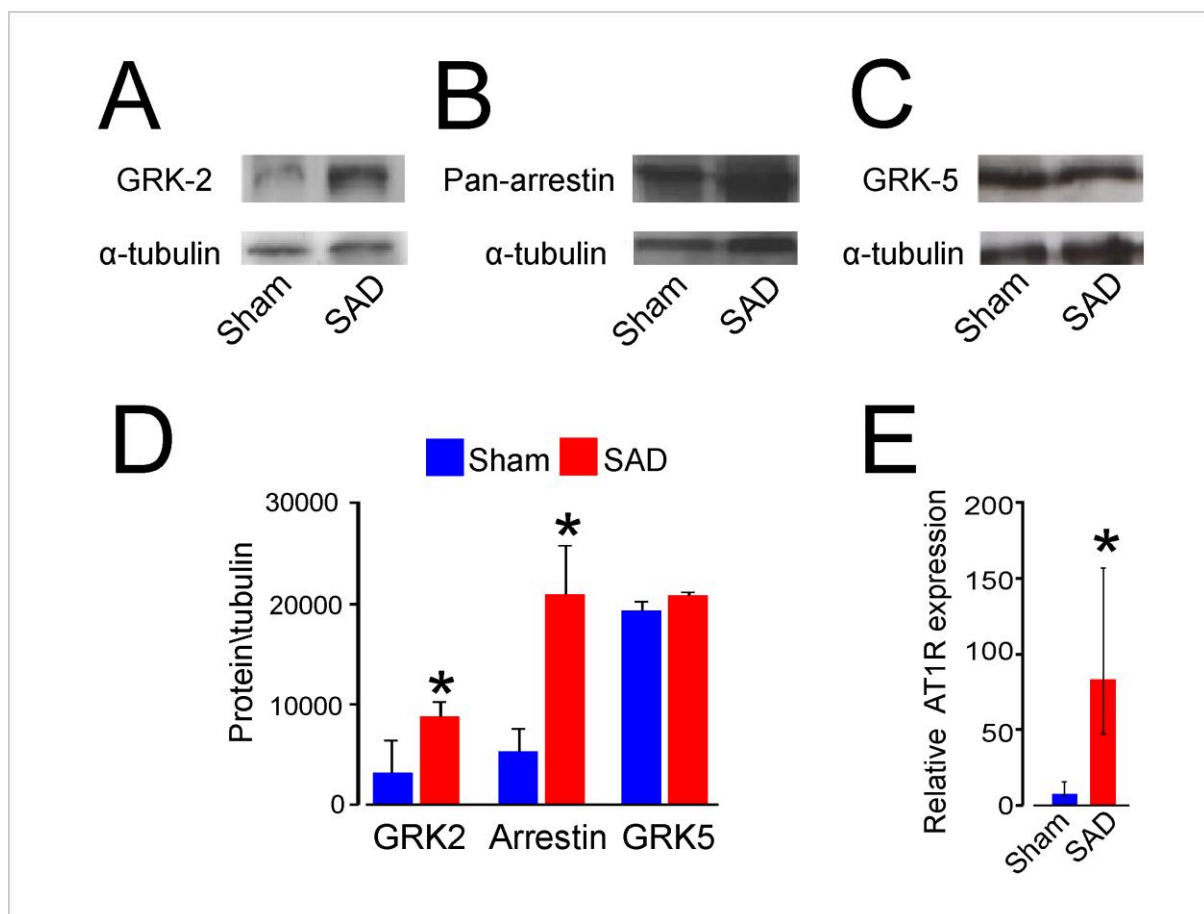 A
B
C
GRK-2
Pan-arrestin
GRK-5
α-tubulin
α-tubulin
α-tubulin
Sham
SAD
Sham
SAD
Sham
SAD
D
Sham
SAD
Protein\tubulin
30000
20000
10000
0
*
*
GRK2
Arrestin
GRK5
E
Relative AT1R expression
200
150
100
50
0
*
Sham
SAD